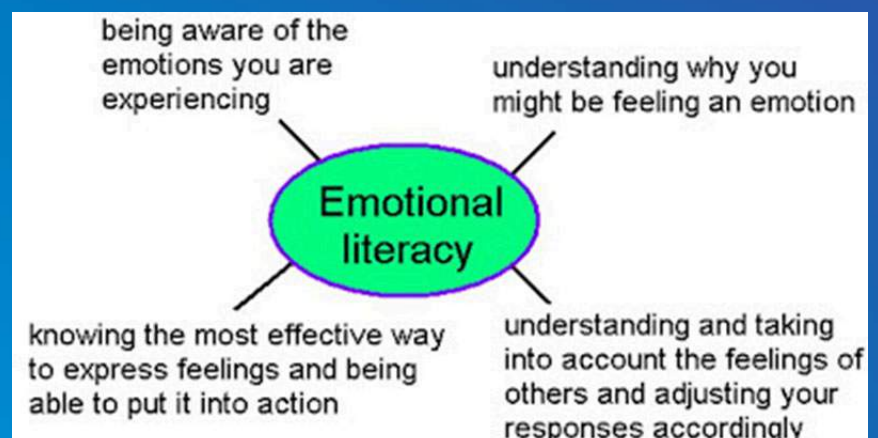 being aware of the
emotions you are
experiencing
understanding why you
might be feeling an emotion
Emotional
literacy
knowing the most effective way
to express feelings and being
able to put it into action
understanding and taking
into account the feelings of
others and adjusting your
responses accordingly